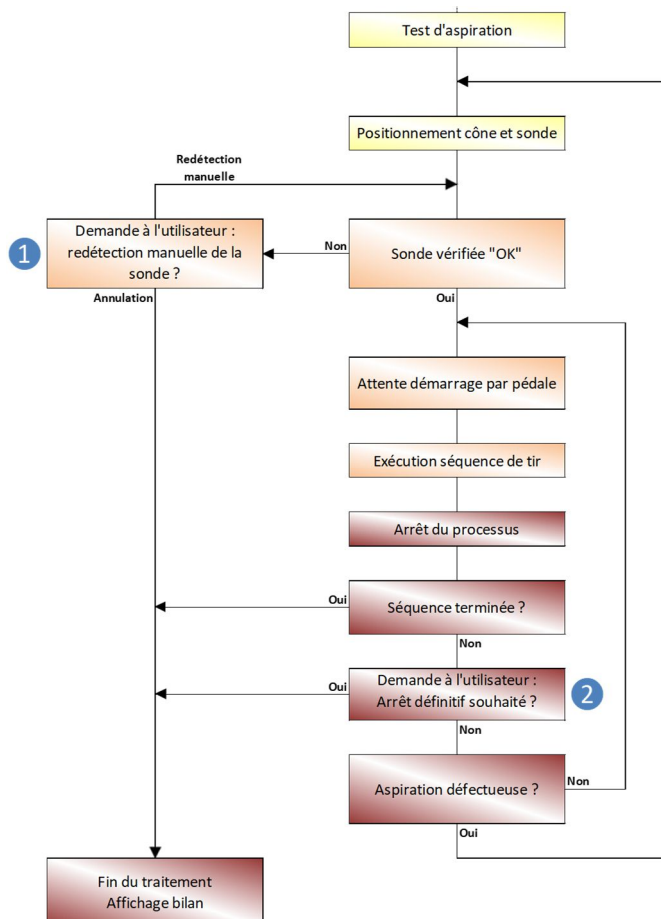 Test d'aspiration
Positionnement cône et sonde
Redétection
manuelle
1
Demande à l'utilisateur :
redétection manuelle de la
sonde ?
Non
Sonde vérifiée "OK"
Annulation
Oui
Attente démarrage par pédale
Exécution séquence de tir
Arrêt du processus
Oui
Séquence terminée ?
Non
Oui
Demande à l'utilisateur :
Arrêt définitif souhaité ?
2
Non
Aspiration défectueuse ?
Non
Oui
Fin du traitement
Affichage bilan